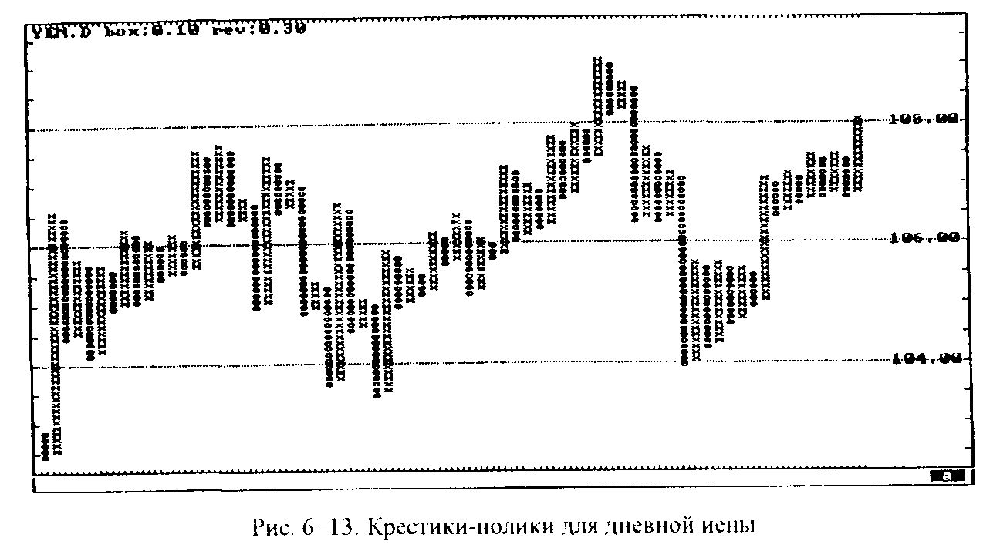 YEN.D box:0.10 rev:0.30
108.00
106.00
104.00
a
Рис. 6–13. Крестики-нолики для дневной иены